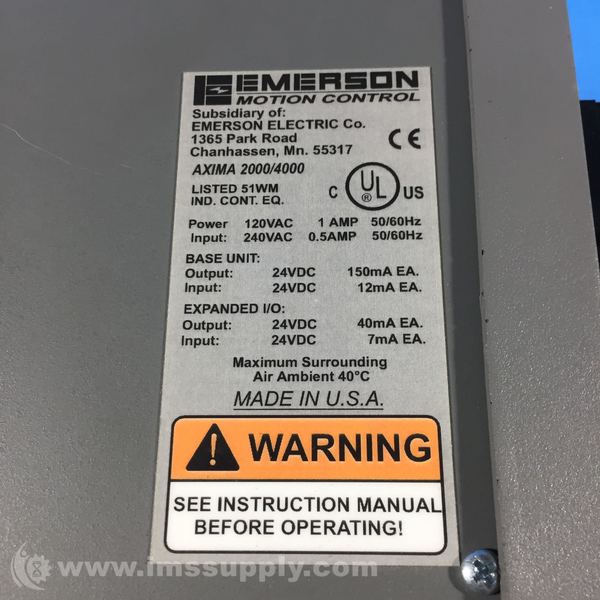 EMERSON
MOTION CONTROL
Subsidiary of:
EMERSON ELECTRIC Co.
1365 Park Road
Chanhassen, Mn. 55317
CE
AXIMA 2000/4000
LISTED 51WM
IND. CONT. EQ.
C UL ® US
Power 120VAC 1 AMP 50/60Hz
Input: 240VAC 0.5AMP 50/60Hz
BASE UNIT:
Output: 24VDC 150mA EA.
Input: 24VDC 12mA EA.
EXPANDED I/O:
Output: 24VDC 40mA EA.
Input: 24VDC 7mA EA.
Maximum Surrounding
Air Ambient 40°C
MADE IN U.S.A.
! WARNING
SEE INSTRUCTION MANUAL
BEFORE OPERATING!
www.imssupply.com